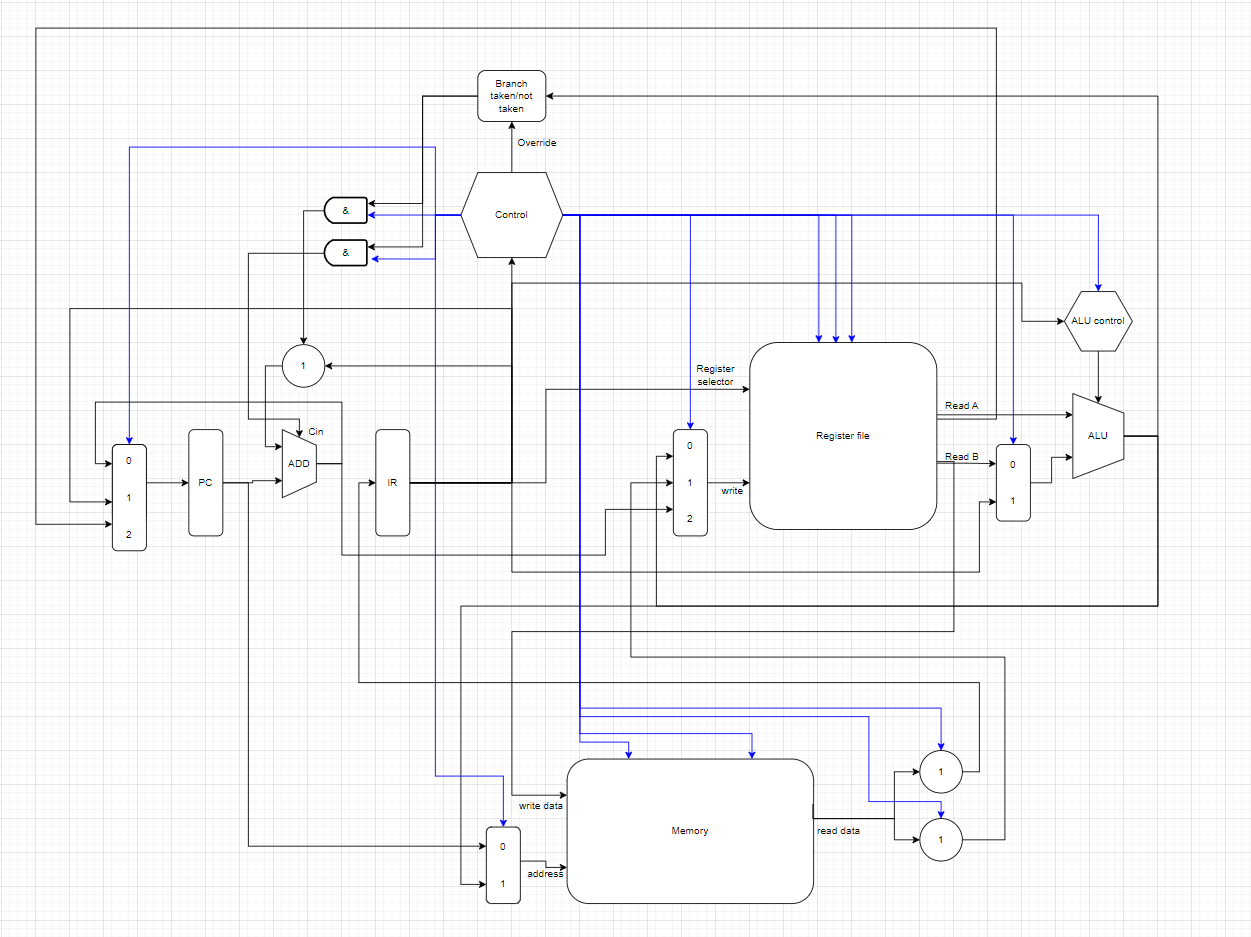 Branch
taken/not
taken
Override
Control
&
&
ALU control
1
Register
selector
Read A
Cin
ADD
PC
IR
0
1
2
0
1
2
write
Register file
Read B
0
1
ALU
1
1
write data
Memory
read data
address
0
1